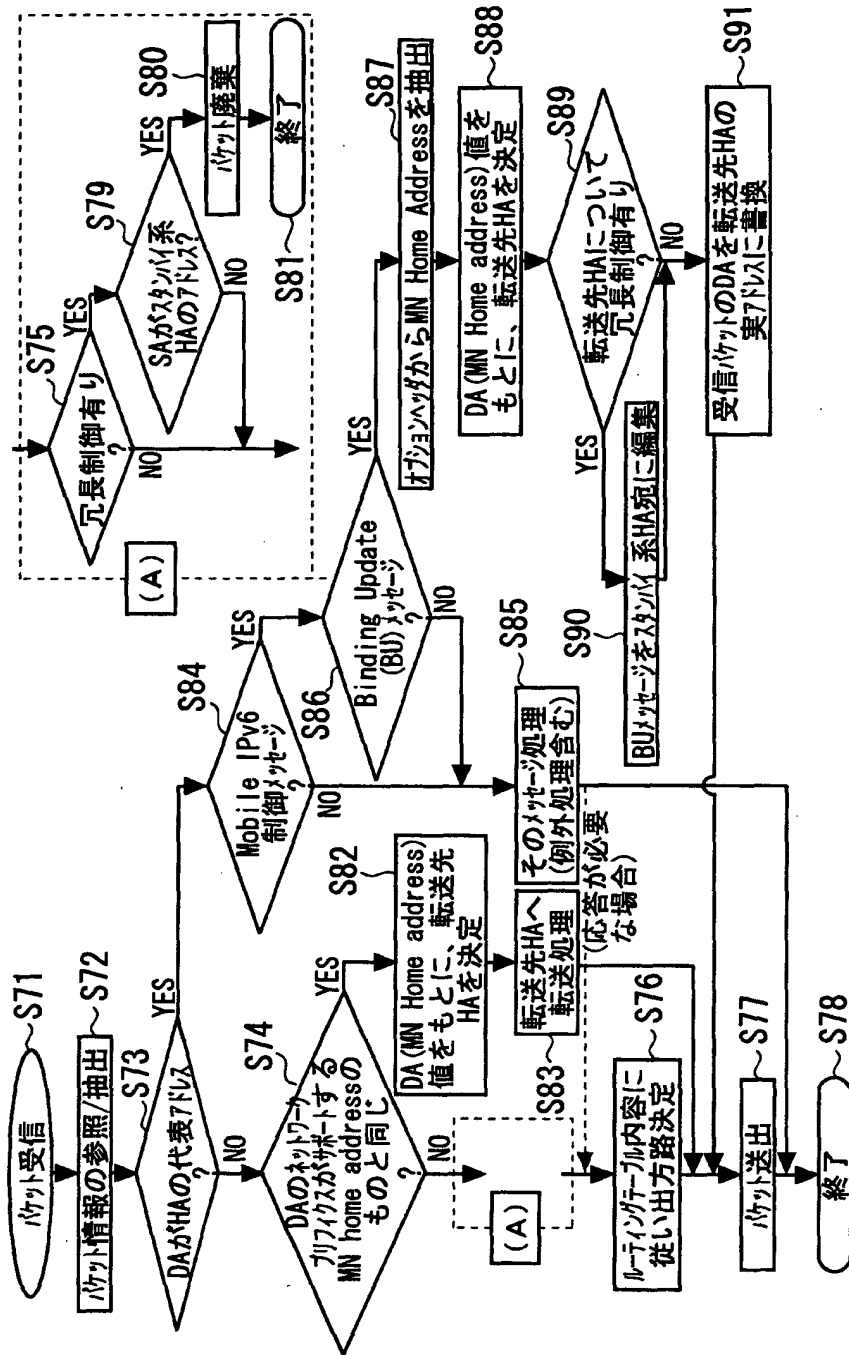 パケット受信
S71
パケット情報の参照/抽出
S72
DAがHAの代表アドレス
?
S73
YES
NO
DAのネットワーク
プリフィクスがサポートする
MN home addressの
ものと同じ
?
S74
YES
NO
(A)
ルーティングテーブル内容に
従い出方路決定
S76
パケット送出
S77
終了
S78
DA(MN Home address)
値をもとに、転送先
HAを決定
S82
転送先HAへ
転送処理
S83
Mobile IPv6
制御メッセージ
?
S84
YES
NO
そのメッセージ処理
(例外処理含む)
S85
(応答が必要
な場合)
Binding Update
(BU)メッセージ
?
S86
YES
NO
オプションヘッダからMN Home Addressを抽出
S87
DA(MN Home address)値を
もとに、転送先HAを決定
S88
転送先HAについて
冗長制御有り
?
S89
YES
NO
BUメッセージをスタンバイ系HA宛に編集
S90
受信パケットのDAを転送先HAの
実アドレスに書換
S91
(A)
冗長制御有り
?
S75
YES
NO
SAがスタンバイ系
HAのアドレス?
S79
YES
NO
パケット廃棄
S80
終了
S81